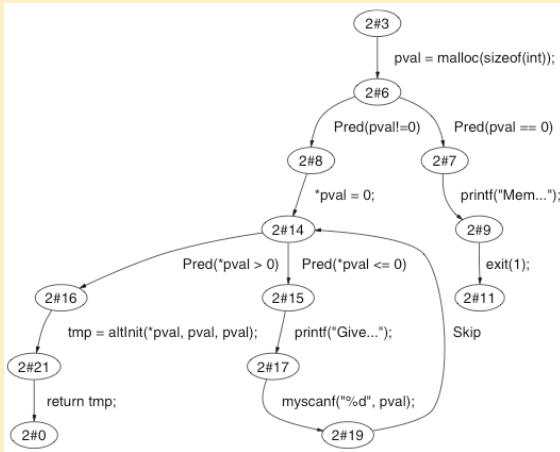 2#3
pval = malloc(sizeof(int));
2#6
Pred(pval!=0) Pred(pval == 0)
2#8 2#7
*pval = 0; printf("Mem...");
2#14 2#9
Pred(*pval > 0) Pred(*pval <= 0) exit(1);
2#16 2#15 2#11
tmp = altInit(*pval, pval, pval); printf("Give..."); Skip
2#21 2#17
return tmp; myscanf("%d", pval);
2#0 2#19